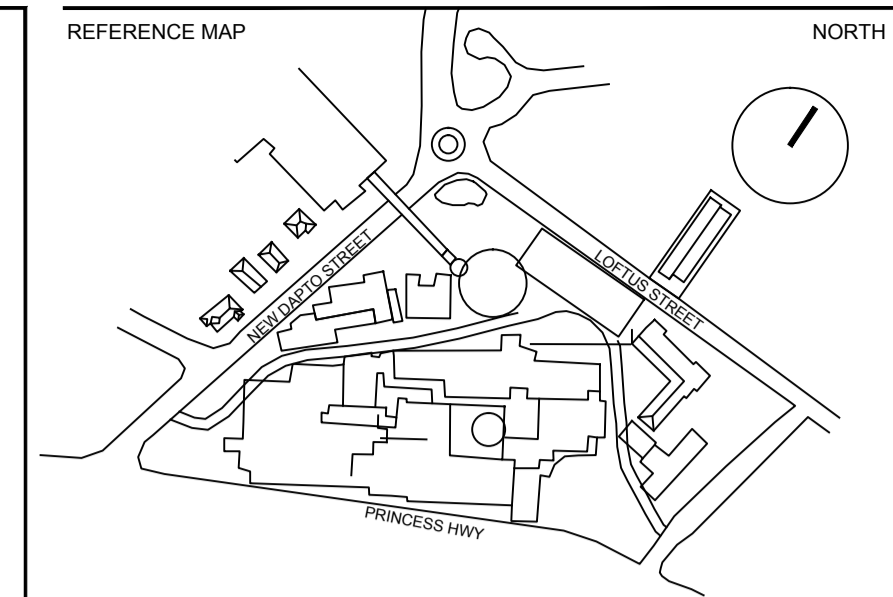 REFERENCE MAP
NORTH
NEW DAPTO STREET
LOFTUS STREET
PRINCESS HWY